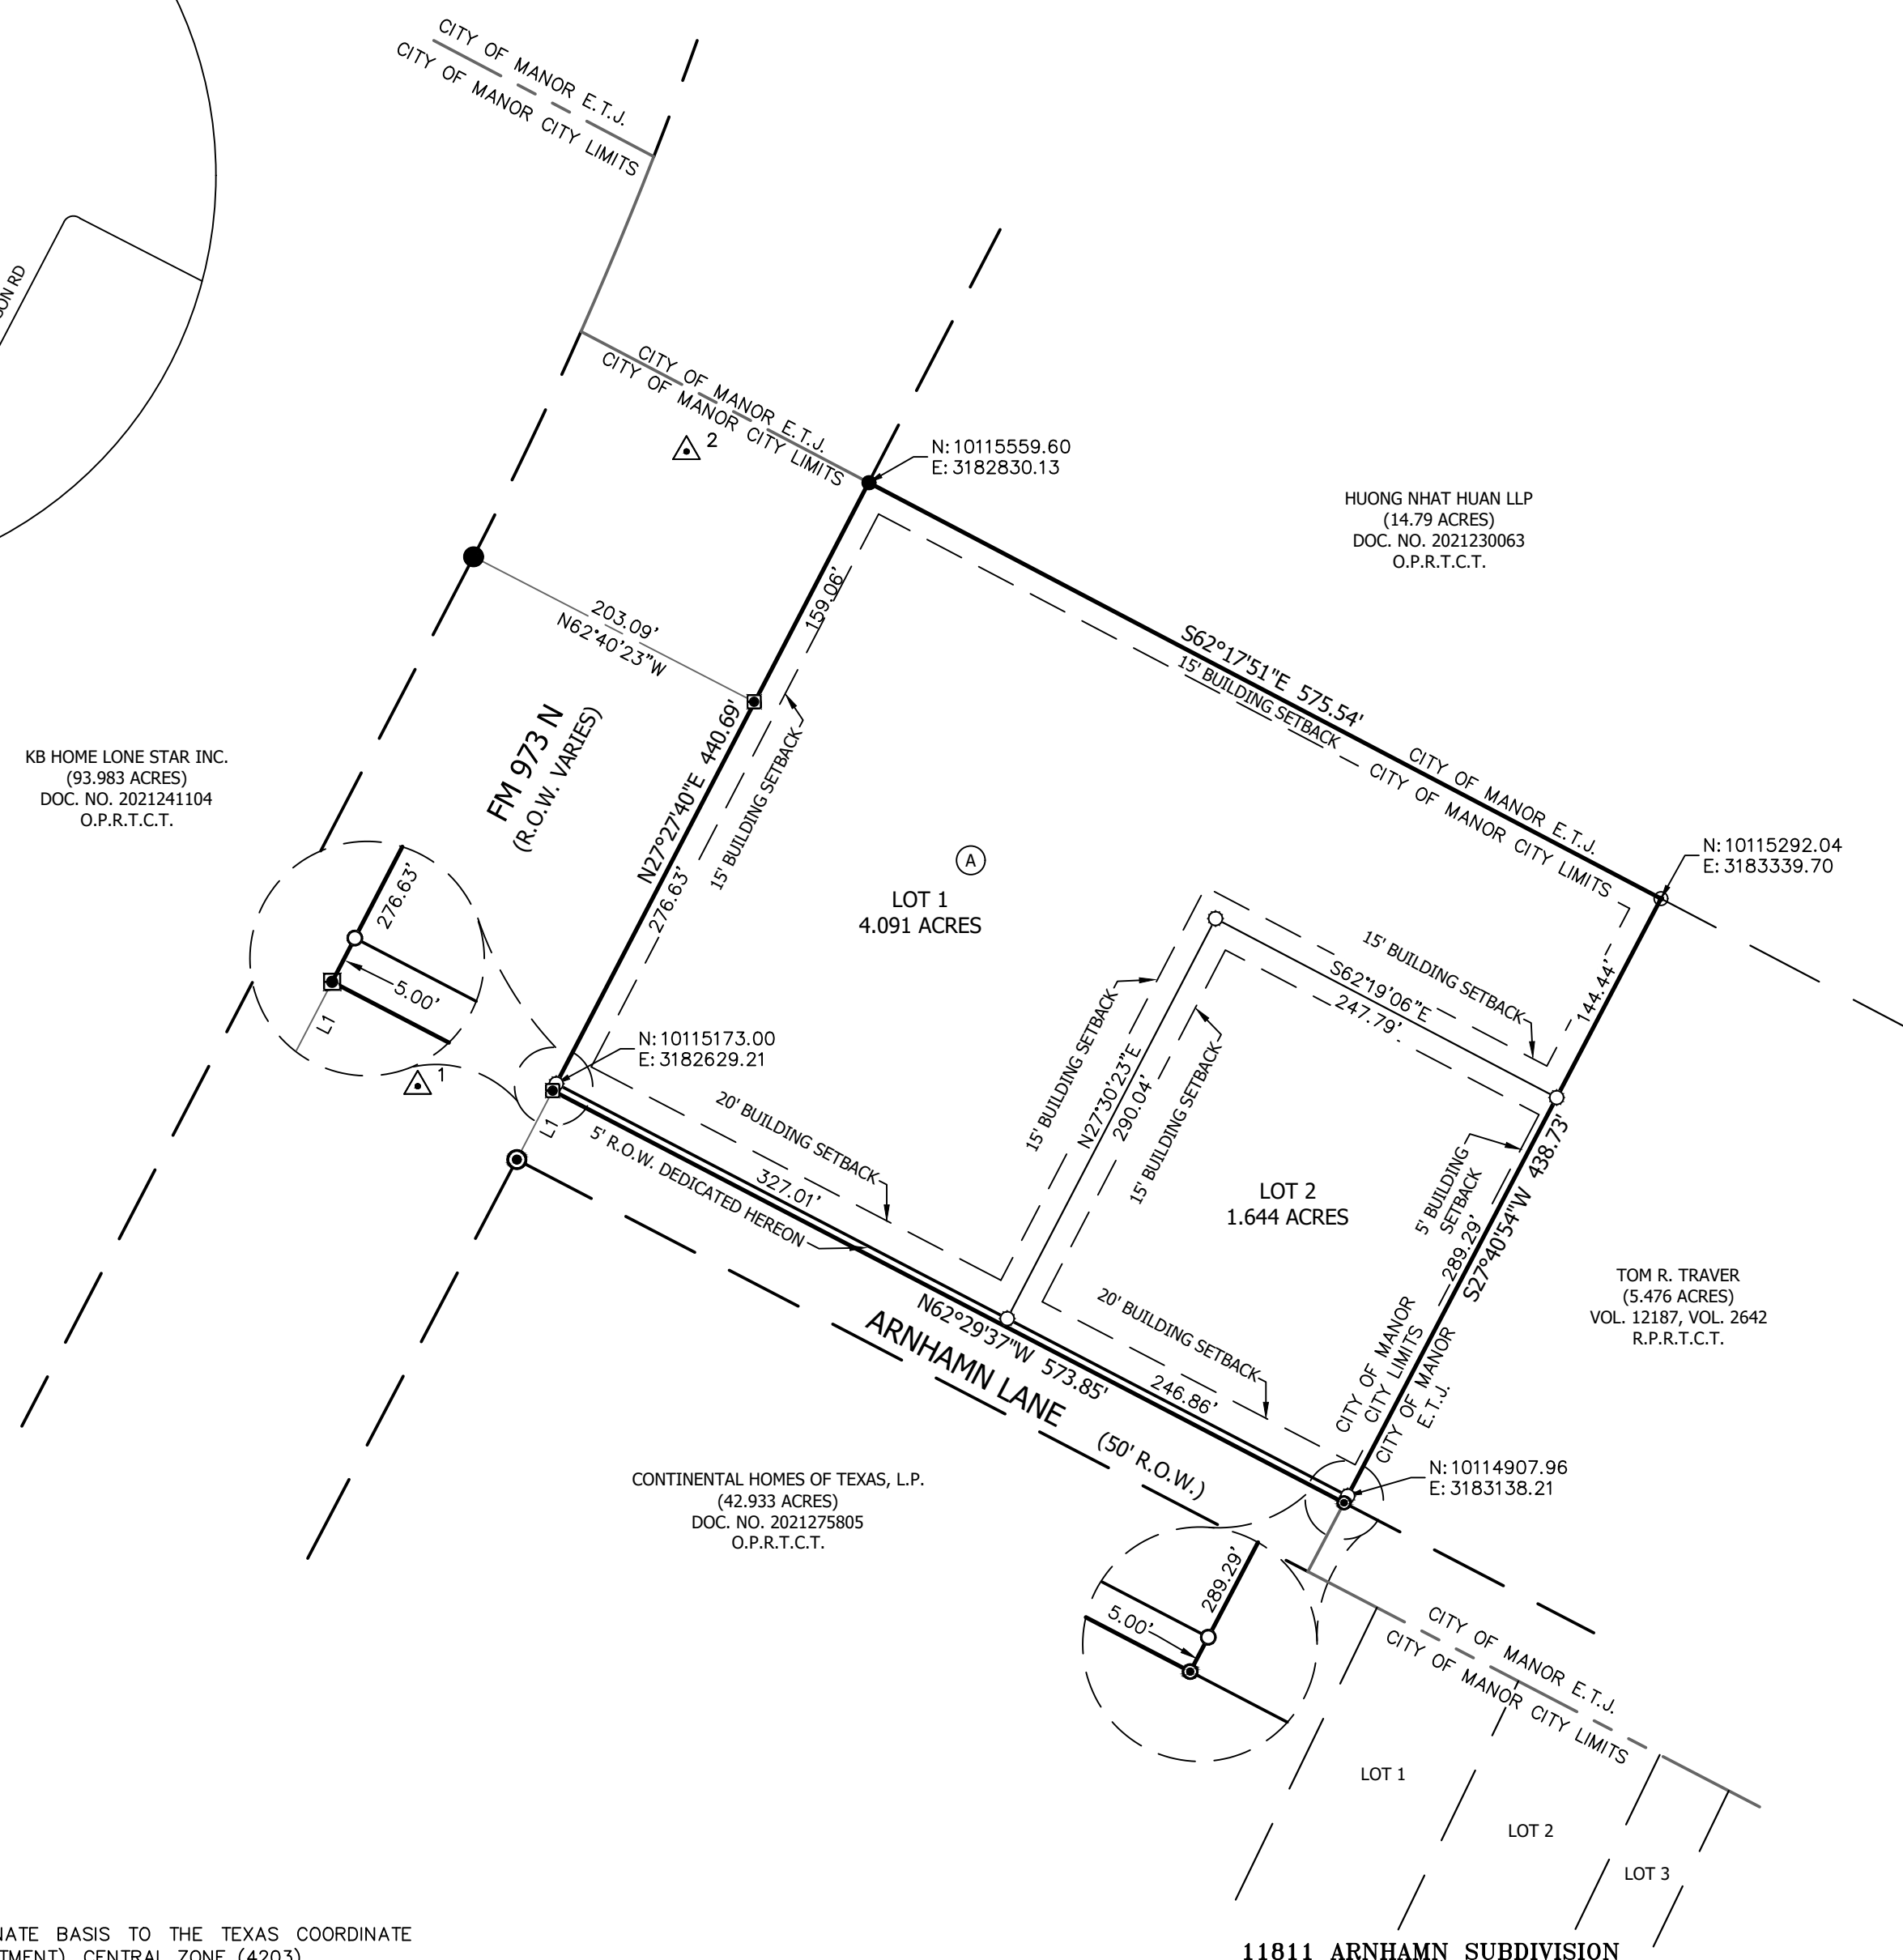 CITY OF MANOR E.T.J.
CITY OF MANOR CITY LIMITS
CITY OF MANOR E.T.J.
CITY OF MANOR CITY LIMITS
2
N: 10115559.60
E: 3182830.13
HUONG NHAT HUAN LLP
(14.79 ACRES)
DOC. NO. 2021230063
O.P.R.T.C.T.
159.06'
203.09'
N62°40'23"W
S62°17'51"E 575.54'
15' BUILDING SETBACK
CITY OF MANOR E.T.J.
CITY OF MANOR CITY LIMITS
FM 973 N
(R.O.W. VARIES)
N27°27'40"E 440.69'
276.63'
15' BUILDING SETBACK
KB HOME LONE STAR INC.
(93.983 ACRES)
DOC. NO. 2021241104
O.P.R.T.C.T.
A
LOT 1
4.091 ACRES
N: 10115292.04
E: 3183339.70
276.63'
5.00'
L1
1
N: 10115173.00
E: 3182629.21
15' BUILDING SETBACK
S62°19'06"E
247.79'
144.44'
15' BUILDING SETBACK
N27°30'23"E
290.04'
15' BUILDING SETBACK
20' BUILDING SETBACK
327.01'
5' R.O.W. DEDICATED HEREON
L1
LOT 2
1.644 ACRES
5' BUILDING
SETBACK
289.29'
S27°40'54"W 438.73'
TOM R. TRAVER
(5.476 ACRES)
VOL. 12187, VOL. 2642
R.P.R.T.C.T.
20' BUILDING SETBACK
246.86'
N62°29'37"W 573.85'
ARNHAMN LANE
(50' R.O.W.)
CITY OF MANOR
CITY LIMITS
CITY OF MANOR
E.T.J.
N: 10114907.96
E: 3183138.21
CONTINENTAL HOMES OF TEXAS, L.P.
(42.933 ACRES)
DOC. NO. 2021275805
O.P.R.T.C.T.
289.29'
5.00'
CITY OF MANOR E.T.J.
CITY OF MANOR CITY LIMITS
LOT 1
LOT 2
LOT 3
BASIS TO THE TEXAS COORDINATE
CENTRAL ZONE (4203)
11811 ARNHAMN SUBDIVISION